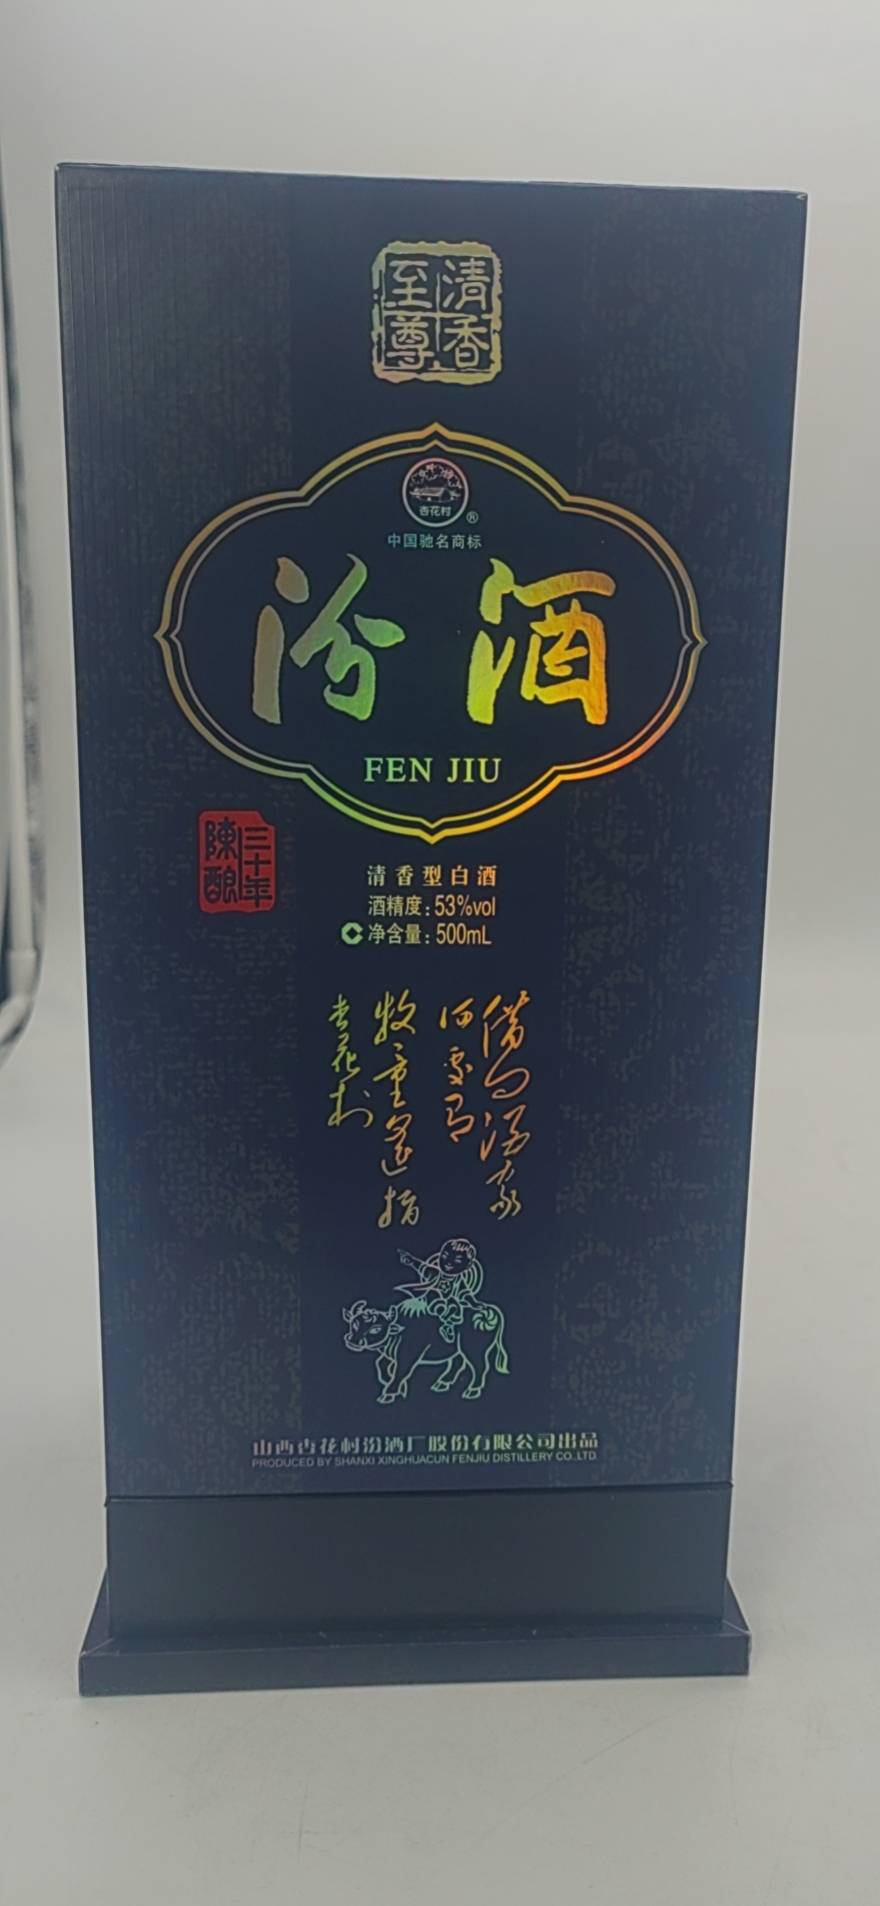 清香
至尊
杏花村
®
中国驰名商标
汾酒
FEN JIU
三十年
陳釀
清香型白酒
酒精度:53%vol
净含量:500mL
借问酒家
何处有
牧童遥指
杏花村
山西杏花村汾酒厂股份有限公司出品
PRODUCED BY SHANXI XINGHUACUN FENJIU DISTILLERY CO.,LTD.